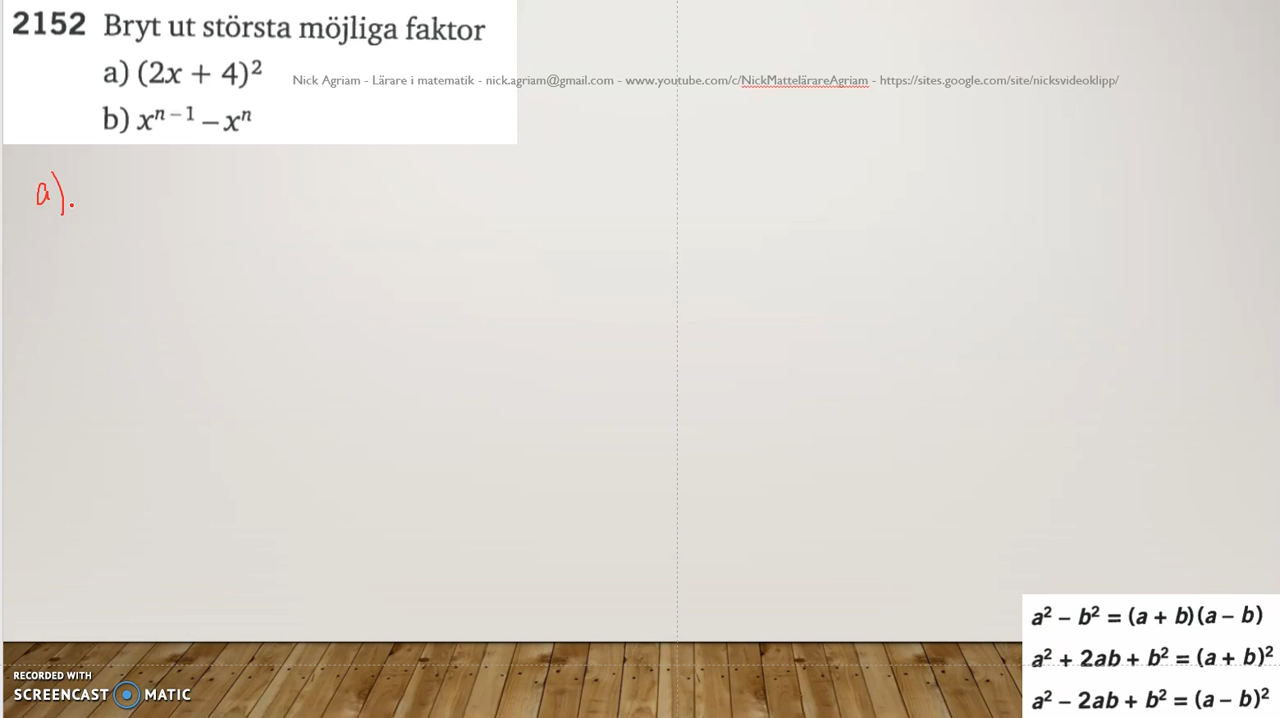 2152 Bryt ut största möjliga faktor
a) (2x + 4)²
Nick Agriam - Lärare i matematik - nick.agriam@gmail.com - www.youtube.com/c/NickMattelärareAgriam - https://sites.google.com/site/nicksvideoklipp/
b) xⁿ⁻¹ – xⁿ
a).
a² – b² = (a + b)(a – b)
a² + 2ab + b² = (a + b)²
a² – 2ab + b² = (a – b)²
RECORDED WITH
SCREENCAST MATIC